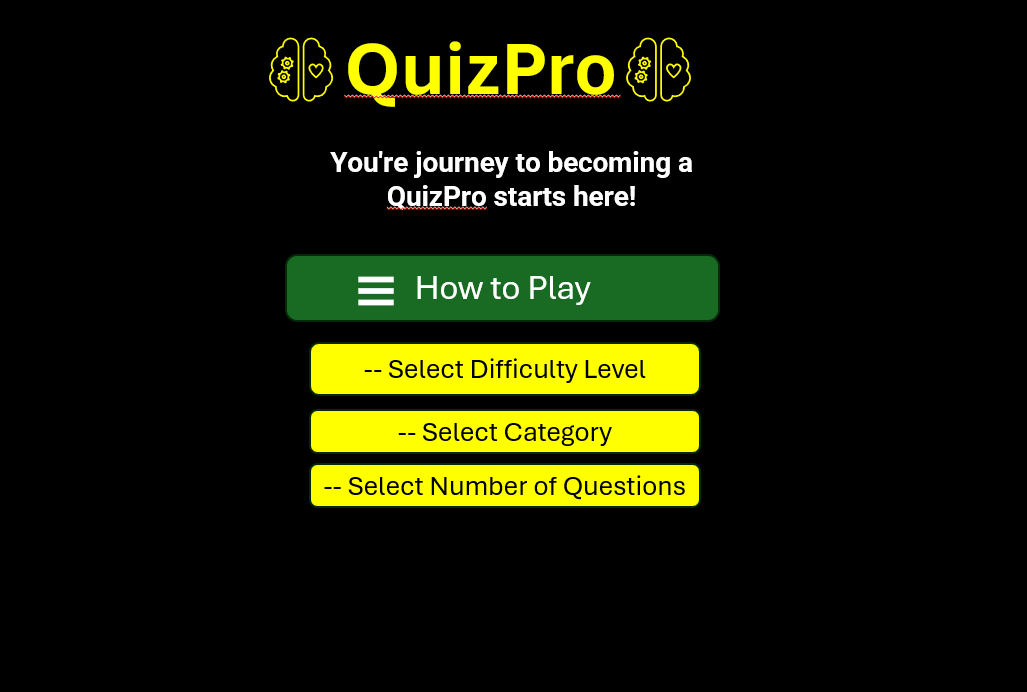 QuizPro
You're journey to becoming a
QuizPro starts here!
How to Play
-- Select Difficulty Level
-- Select Category
-- Select Number of Questions